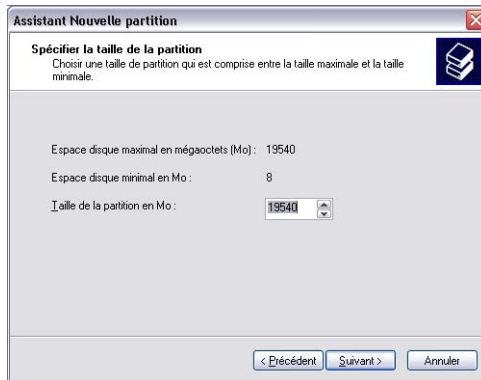 Assistant Nouvelle partition
Spécifier la taille de la partition
Choisir une taille de partition qui est comprise entre la taille maximale et la taille
minimale.
Espace disque maximal en mégaoctets (Mo) : 19540
Espace disque minimal en Mo : 8
Taille de la partition en Mo : 19540
< Précédent Suivant > Annuler